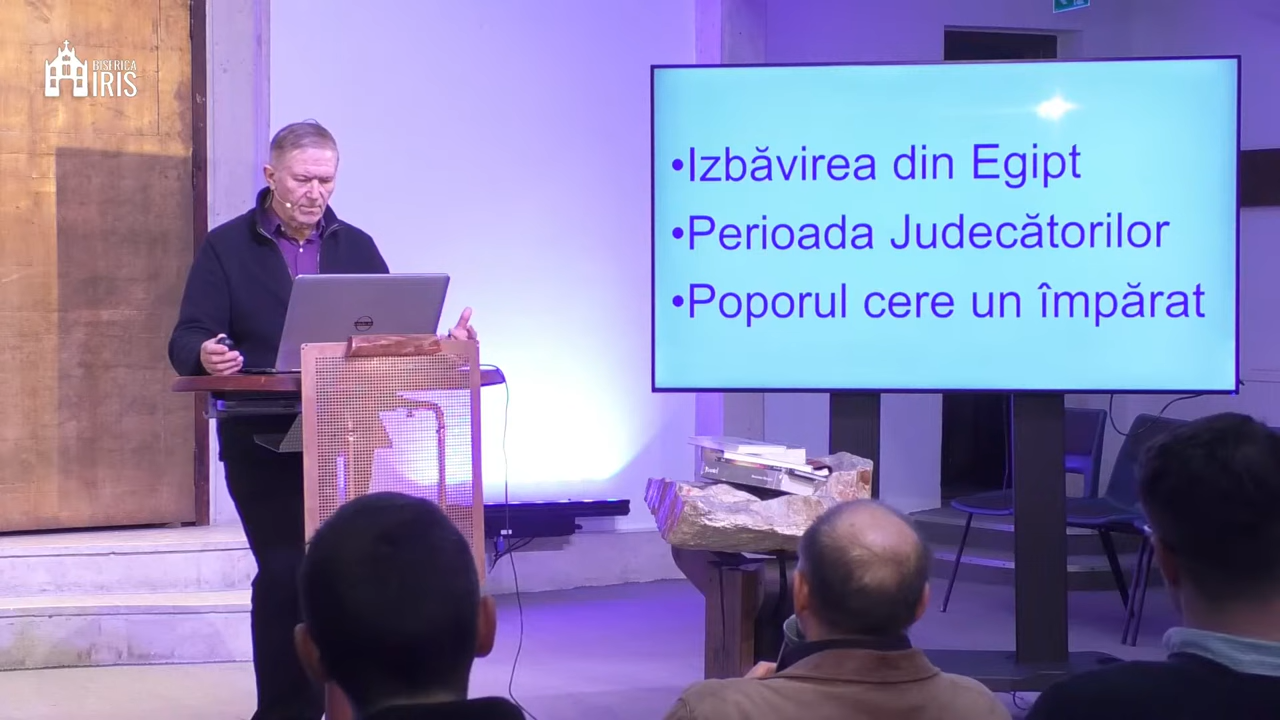 BISERICA
IRIS
•Izbăvirea din Egipt
•Perioada Judecătorilor
•Poporul cere un împărat